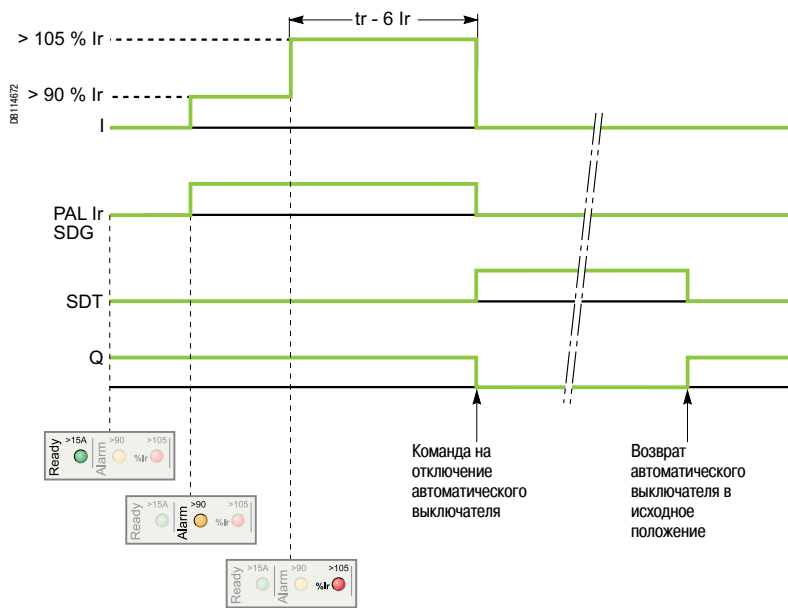 tr - 6 Ir
> 105 % Ir
> 90 % Ir
DB114672
I
PAL Ir
SDG
SDT
Q
Ready >15A Alarm >90 %Ir >105
Команда на
отключение
автоматического
выключателя
Возврат
автоматического
выключателя в
исходное
положение
Ready >15A Alarm >90 %Ir >105
Ready >15A Alarm >90 %Ir >105